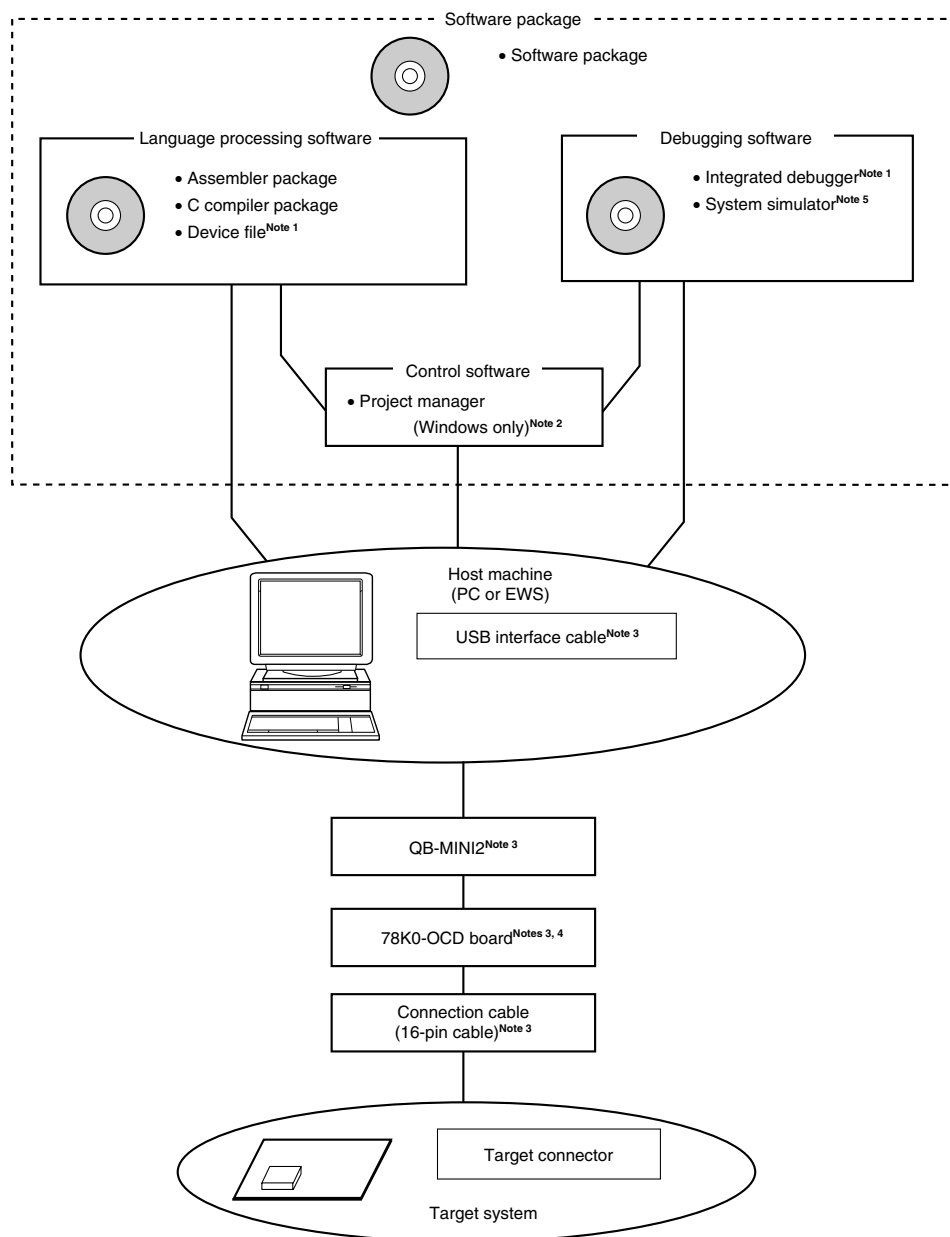 Software package
• Software package
Language processing software
• Assembler package
• C compiler package
• Device fileNote 1
Debugging software
• Integrated debuggerNote 1
• System simulatorNote 5
Control software
• Project manager
(Windows only)Note 2
Host machine
(PC or EWS)
USB interface cableNote 3
QB-MINI2Note 3
78K0-OCD boardNotes 3, 4
Connection cable
(16-pin cable)Note 3
Target connector
Target system